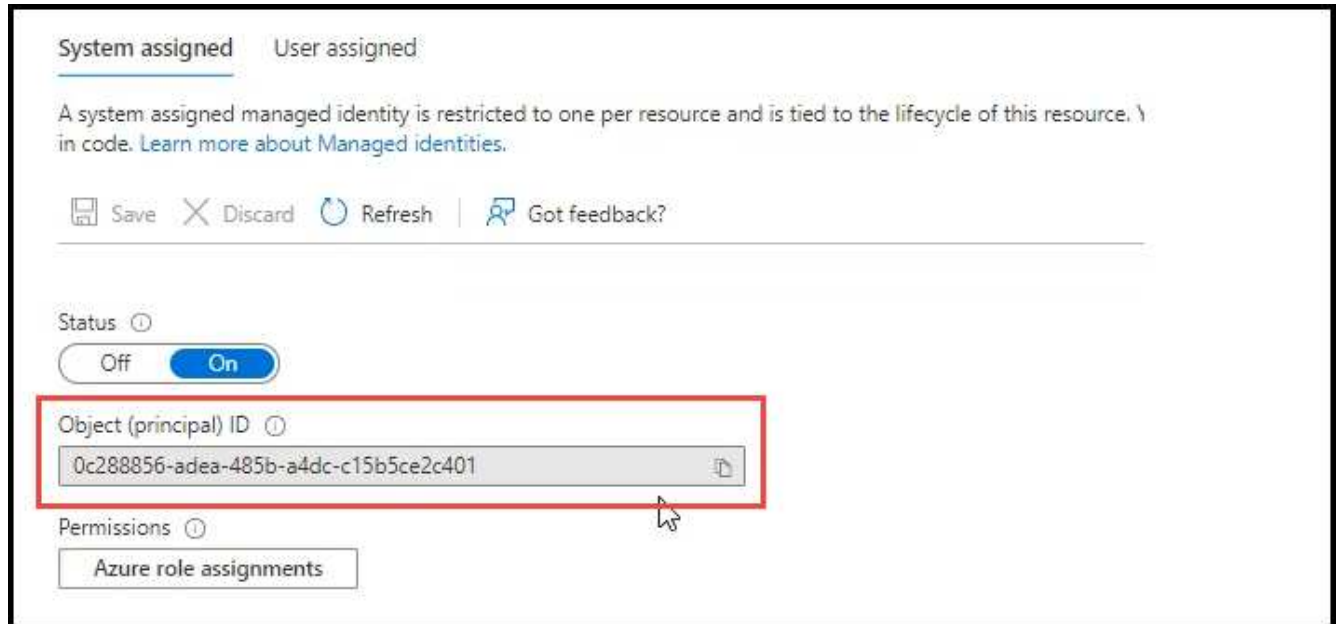 System assigned User assigned
A system assigned managed identity is restricted to one per resource and is tied to the lifecycle of this resource.
in code. Learn more about Managed identities.
Save Discard Refresh Got feedback?
Status
Off On
Object (principal) ID
0c288856-adea-485b-a4dc-c15b5ce2c401
Permissions
Azure role assignments